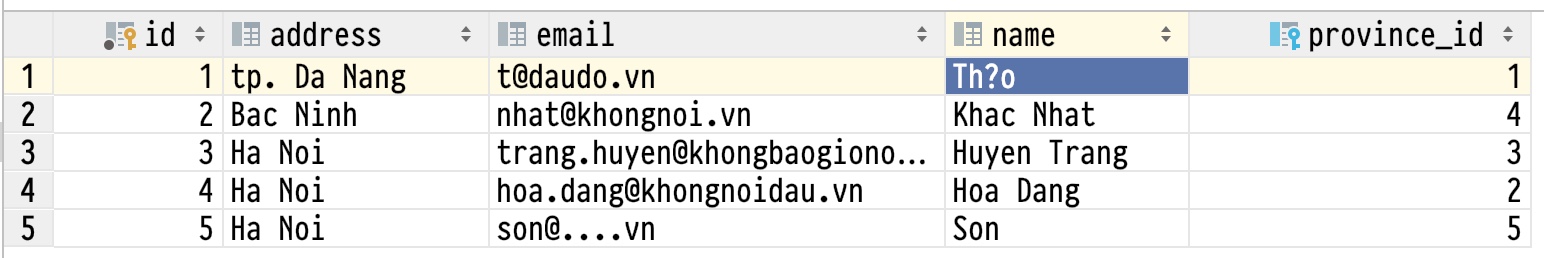 id address email name province_id
1 1 tp. Da Nang t@daudo.vn Th?o 1
2 2 Bac Ninh nhat@khongnoi.vn Khac Nhat 4
3 3 Ha Noi trang.huyen@khongbaogiono... Huyen Trang 3
4 4 Ha Noi hoa.dang@khongnoidau.vn Hoa Dang 2
5 5 Ha Noi son@....vn Son 5